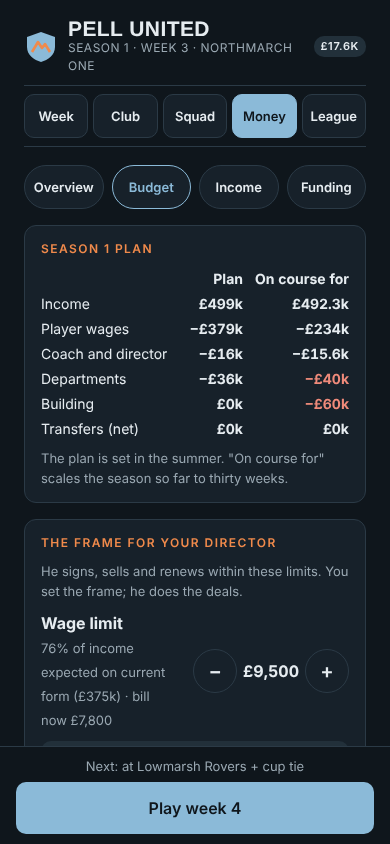 PELL UNITED
SEASON 1 · WEEK 3 · NORTHMARCH
ONE
£17.6K
Week Club Squad Money League
Overview Budget Income Funding
SEASON 1 PLAN
Plan On course for
Income £499k £492.3k
Player wages −£379k −£234k
Coach and director −£16k −£15.6k
Departments −£36k −£40k
Building £0k −£60k
Transfers (net) £0k £0k
The plan is set in the summer. "On course for"
scales the season so far to thirty weeks.
THE FRAME FOR YOUR DIRECTOR
He signs, sells and renews within these limits. You
set the frame; he does the deals.
Wage limit
76% of income
expected on current
form (£375k) · bill
now £7,800
− £9,500 +
Next: at Lowmarsh Rovers + cup tie
Play week 4